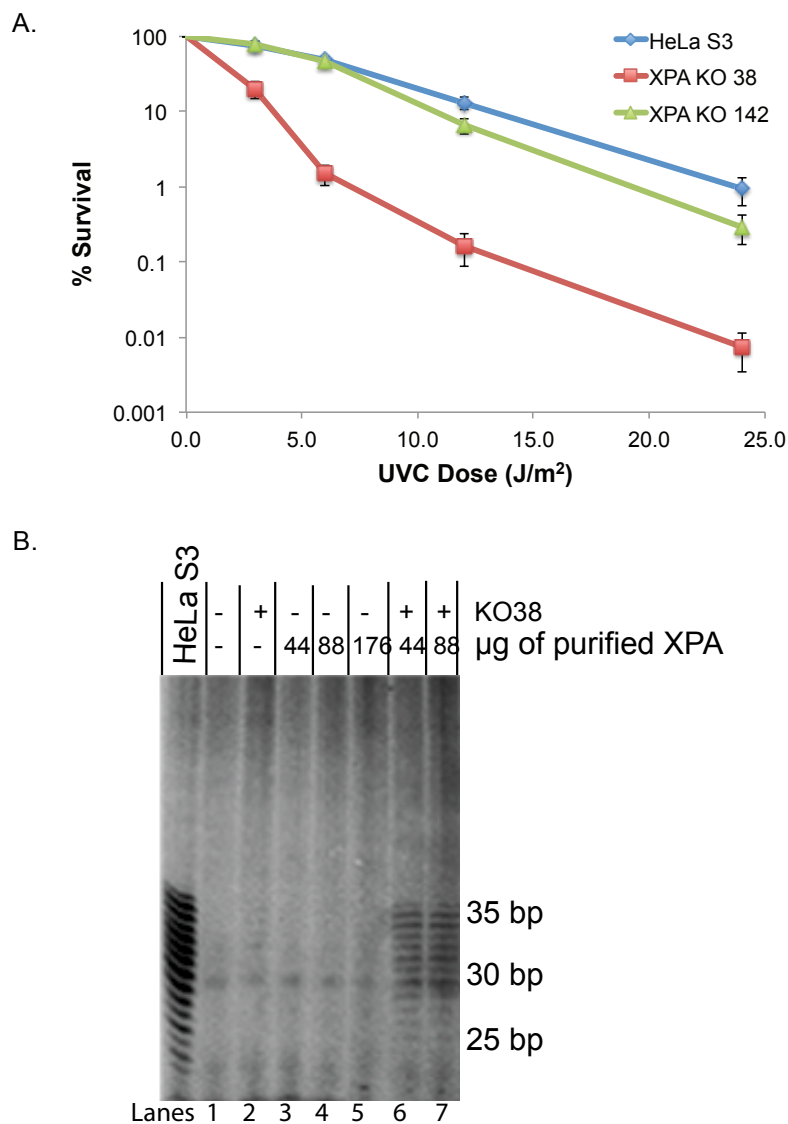 A.
100
10
1
0.1
0.01
0.001
% Survival
0.0 5.0 10.0 15.0 20.0 25.0
UVC Dose (J/m²)
HeLa S3
XPA KO 38
XPA KO 142
B.
HeLa S3
- + - - - + + KO38
- - 44 88 176 44 88 µg of purified XPA
35 bp
30 bp
25 bp
Lanes 1 2 3 4 5 6 7